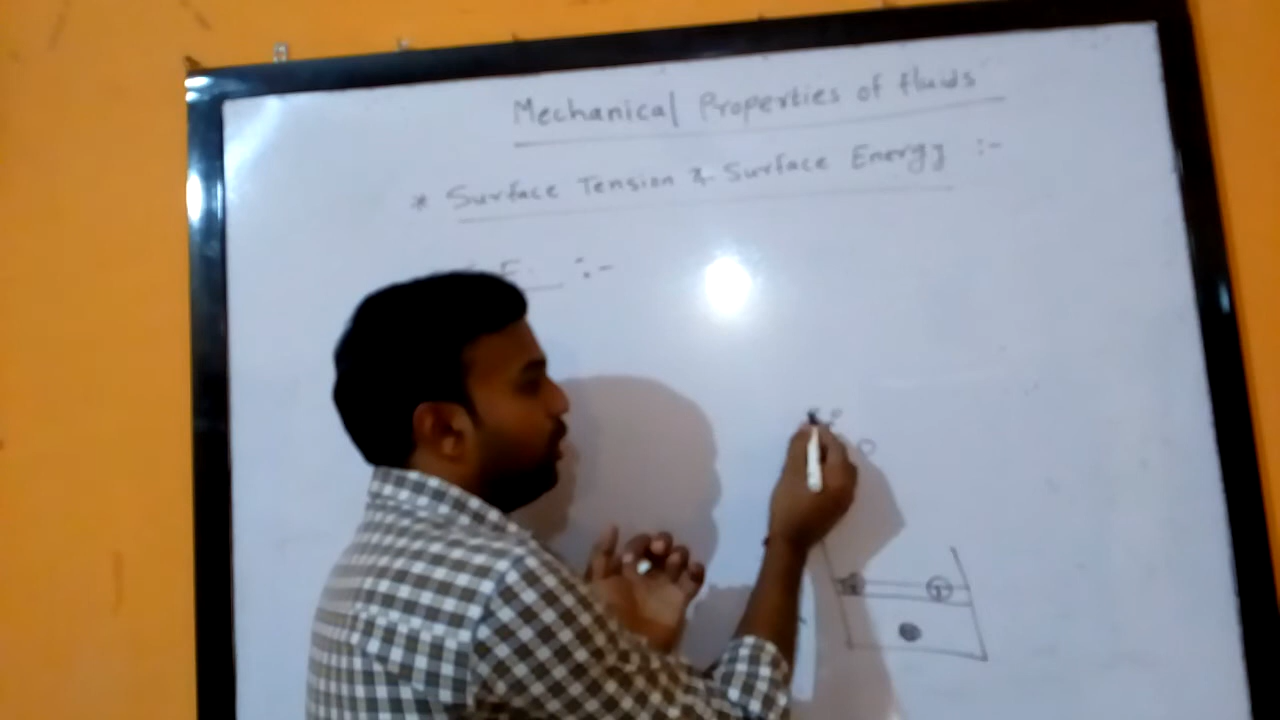 Mechanical Properties of fluids
* Surface Tension & Surface Energy :-
E. :-